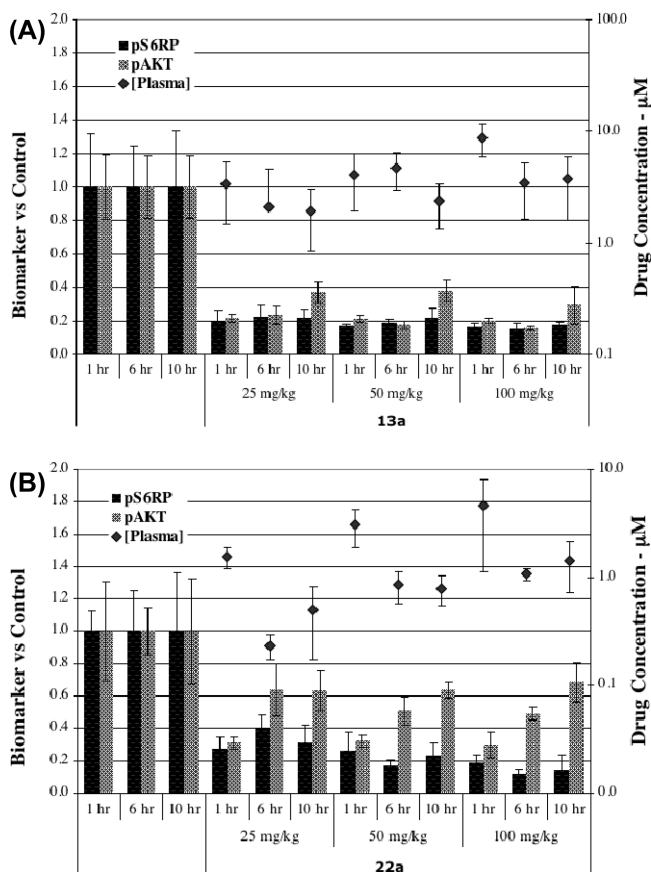 (A)
2.0
1.8
1.6
1.4
1.2
1.0
0.8
0.6
0.4
0.2
0.0
Biomarker vs Control
pS6RP
pAKT
[Plasma]
100.0
10.0
1.0
0.1
Drug Concentration - µM
1 hr 6 hr 10 hr 1 hr 6 hr 10 hr 1 hr 6 hr 10 hr 1 hr 6 hr 10 hr
25 mg/kg 50 mg/kg 100 mg/kg
13a
(B)
2.0
1.8
1.6
1.4
1.2
1.0
0.8
0.6
0.4
0.2
0.0
Biomarker vs Control
pS6RP
pAKT
[Plasma]
10.0
1.0
0.1
0.0
Drug Concentration - µM
1 hr 6 hr 10 hr 1 hr 6 hr 10 hr 1 hr 6 hr 10 hr 1 hr 6 hr 10 hr
25 mg/kg 50 mg/kg 100 mg/kg
22a